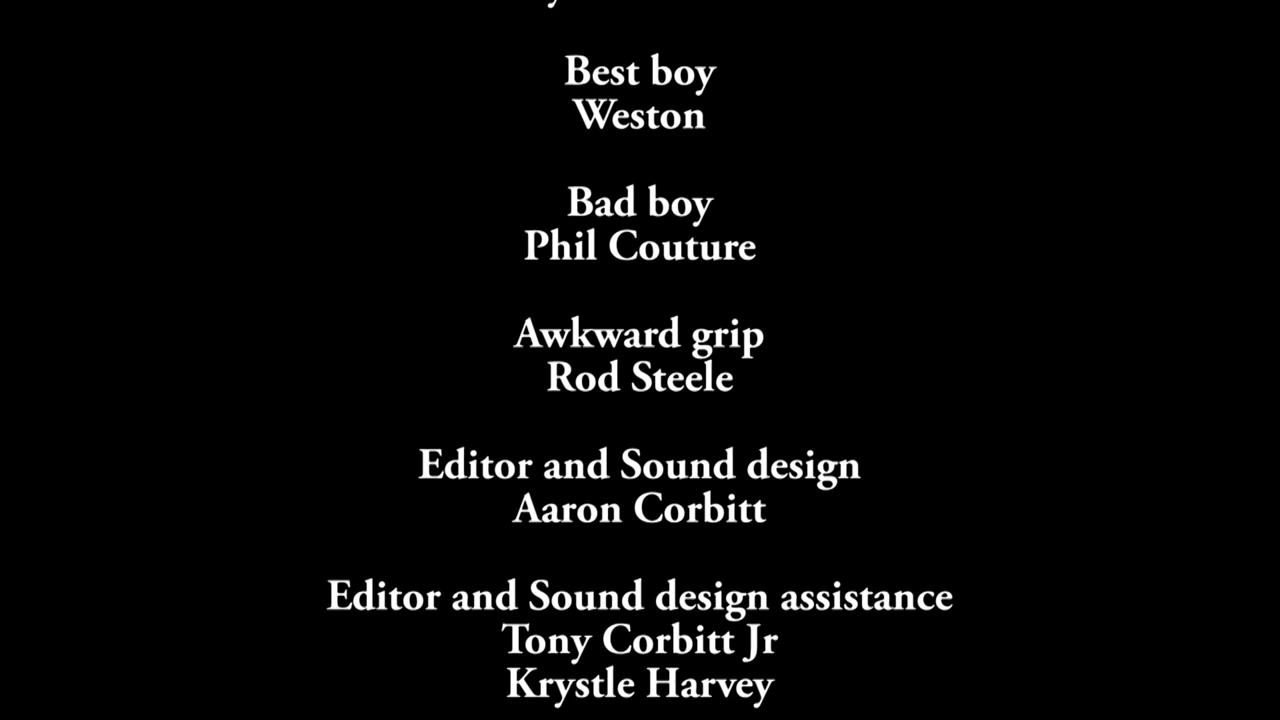 Best boy
Weston
Bad boy
Phil Couture
Awkward grip
Rod Steele
Editor and Sound design
Aaron Corbitt
Editor and Sound design assistance
Tony Corbitt Jr
Krystle Harvey